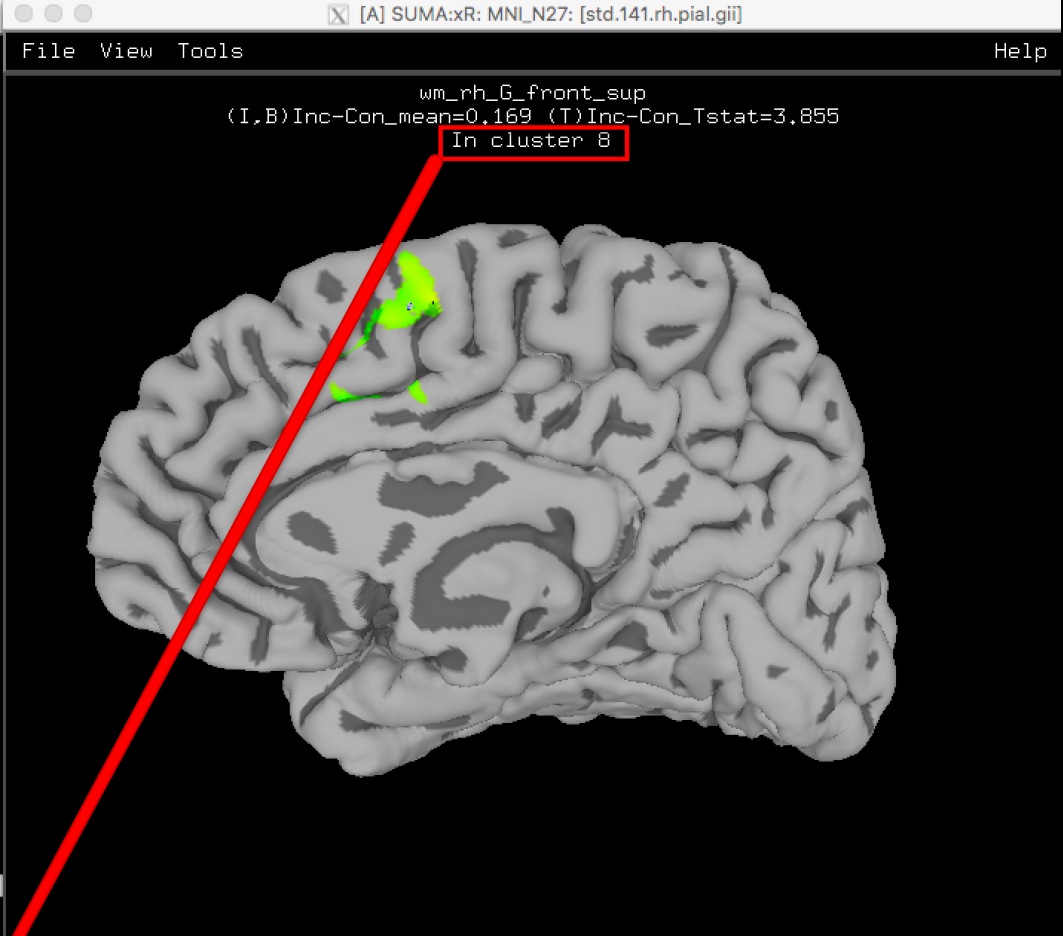 [A] SUMA:xR: MNI_N27: [std.141.rh.pial.gii]
File View Tools Help
wm_rh_G_front_sup
(I,B)Inc-Con_mean=0.169 (T)Inc-Con_Tstat=3.855
In cluster 8